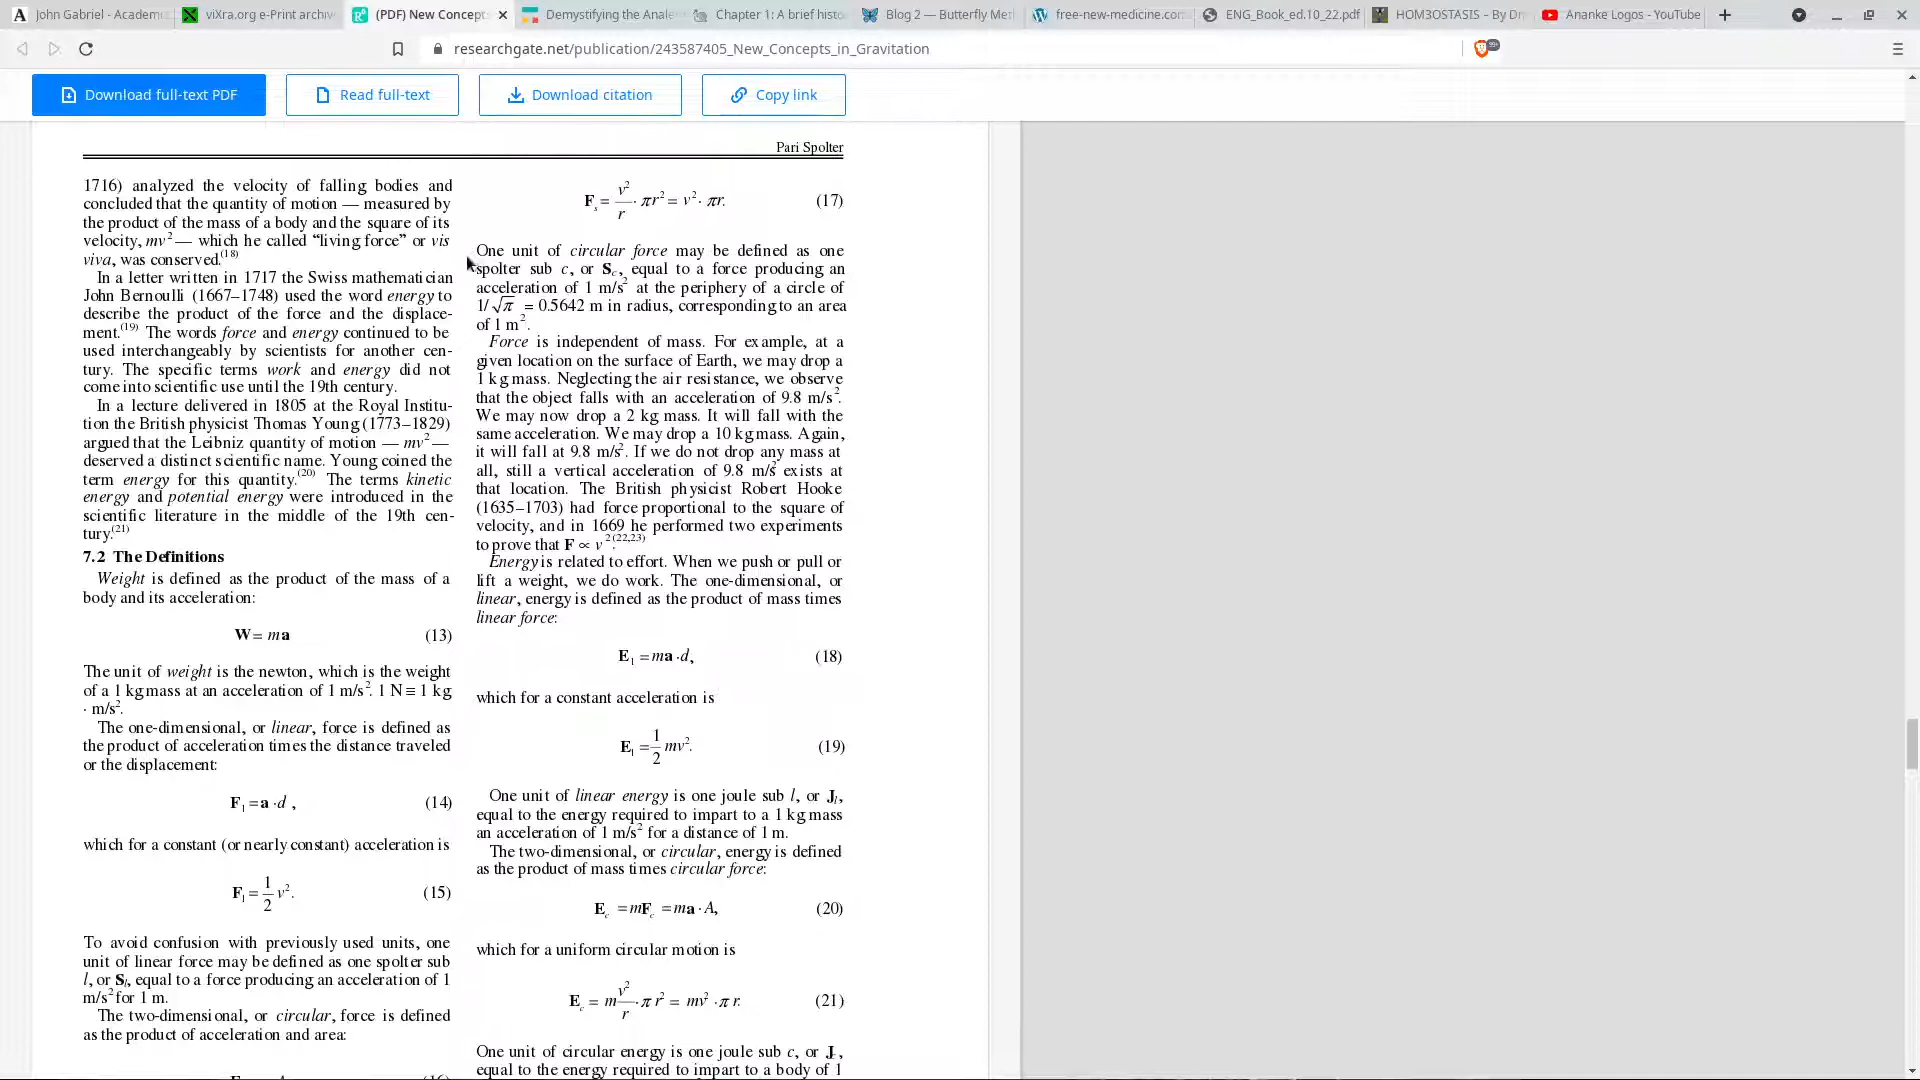 John Gabriel - Academi
viXra.org e-Print archiv
(PDF) New Concept
Demystifying the Anale
Chapter 1: A brief histo
Blog 2 — Butterfly Met
free-new-medicine.com
ENG_Book_ed.10_22.pdf
HOM3OSTASIS – By Dr
Ananke Logos - YouTube
researchgate.net/publication/243587405_New_Concepts_in_Gravitation
99+
Download full-text PDF
Read full-text
Download citation
Copy link
Pari Spolter
1716) analyzed the velocity of falling bodies and
concluded that the quantity of motion — measured by
the product of the mass of a body and the square of its
velocity, mv² — which he called “living force” or vis
viva, was conserved.(18)
In a letter written in 1717 the Swiss mathematician
John Bernoulli (1667–1748) used the word energy to
describe the product of the force and the displace-
ment.(19) The words force and energy continued to be
used interchangeably by scientists for another cen-
tury. The specific terms work and energy did not
come into scientific use until the 19th century.
In a lecture delivered in 1805 at the Royal Institu-
tion the British physicist Thomas Young (1773–1829)
argued that the Leibniz quantity of motion — mv² —
deserved a distinct scientific name. Young coined the
term energy for this quantity.(20) The terms kinetic
energy and potential energy were introduced in the
scientific literature in the middle of the 19th cen-
tury.(21)
7.2 The Definitions
Weight is defined as the product of the mass of a
body and its acceleration:
W = ma (13)
The unit of weight is the newton, which is the weight
of a 1 kg mass at an acceleration of 1 m/s². 1 N ≡ 1 kg
· m/s².
The one-dimensional, or linear, force is defined as
the product of acceleration times the distance traveled
or the displacement:
F₁ = a · d , (14)
which for a constant (or nearly constant) acceleration is
F₁ = 1/2 v². (15)
To avoid confusion with previously used units, one
unit of linear force may be defined as one spolter sub
l, or Sl, equal to a force producing an acceleration of 1
m/s² for 1 m.
The two-dimensional, or circular, force is defined
as the product of acceleration and area:
Fs = v²/r · πr² = v² · πr. (17)
One unit of circular force may be defined as one
spolter sub c, or Sc, equal to a force producing an
acceleration of 1 m/s² at the periphery of a circle of
1/√π = 0.5642 m in radius, corresponding to an area
of 1 m².
Force is independent of mass. For example, at a
given location on the surface of Earth, we may drop a
1 kg mass. Neglecting the air resistance, we observe
that the object falls with an acceleration of 9.8 m/s².
We may now drop a 2 kg mass. It will fall with the
same acceleration. We may drop a 10 kg mass. Again,
it will fall at 9.8 m/s². If we do not drop any mass at
all, still a vertical acceleration of 9.8 m/s² exists at
that location. The British physicist Robert Hooke
(1635–1703) had force proportional to the square of
velocity, and in 1669 he performed two experiments
to prove that F ∝ v².(22,23)
Energy is related to effort. When we push or pull or
lift a weight, we do work. The one-dimensional, or
linear, energy is defined as the product of mass times
linear force:
E₁ = ma · d, (18)
which for a constant acceleration is
E₁ = 1/2 mv². (19)
One unit of linear energy is one joule sub l, or Jl,
equal to the energy required to impart to a 1 kg mass
an acceleration of 1 m/s² for a distance of 1 m.
The two-dimensional, or circular, energy is defined
as the product of mass times circular force:
Ec = mFc = ma · A, (20)
which for a uniform circular motion is
Ec = m v²/r · πr² = mv² · πr. (21)
One unit of circular energy is one joule sub c, or Jc,
equal to the energy required to impart to a body of 1